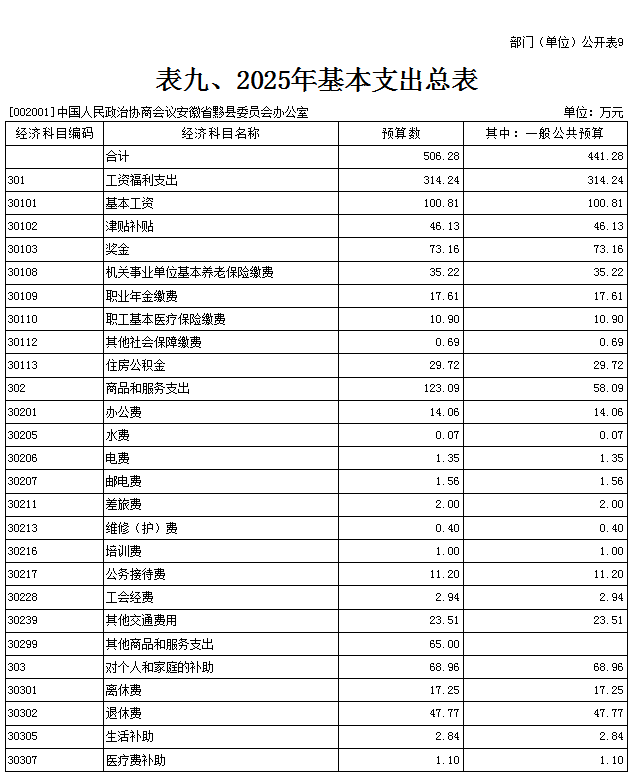 部门（单位）公开表9
表九、2025年基本支出总表
[002001]中国人民政治协商会议安徽省黟县委员会办公室 单位：万元
经济科目编码 经济科目名称 预算数 其中：一般公共预算
合计 506.28 441.28
301 工资福利支出 314.24 314.24
30101 基本工资 100.81 100.81
30102 津贴补贴 46.13 46.13
30103 奖金 73.16 73.16
30108 机关事业单位基本养老保险缴费 35.22 35.22
30109 职业年金缴费 17.61 17.61
30110 职工基本医疗保险缴费 10.90 10.90
30112 其他社会保障缴费 0.69 0.69
30113 住房公积金 29.72 29.72
302 商品和服务支出 123.09 58.09
30201 办公费 14.06 14.06
30205 水费 0.07 0.07
30206 电费 1.35 1.35
30207 邮电费 1.56 1.56
30211 差旅费 2.00 2.00
30213 维修（护）费 0.40 0.40
30216 培训费 1.00 1.00
30217 公务接待费 11.20 11.20
30228 工会经费 2.94 2.94
30239 其他交通费用 23.51 23.51
30299 其他商品和服务支出 65.00
303 对个人和家庭的补助 68.96 68.96
30301 离休费 17.25 17.25
30302 退休费 47.77 47.77
30305 生活补助 2.84 2.84
30307 医疗费补助 1.10 1.10